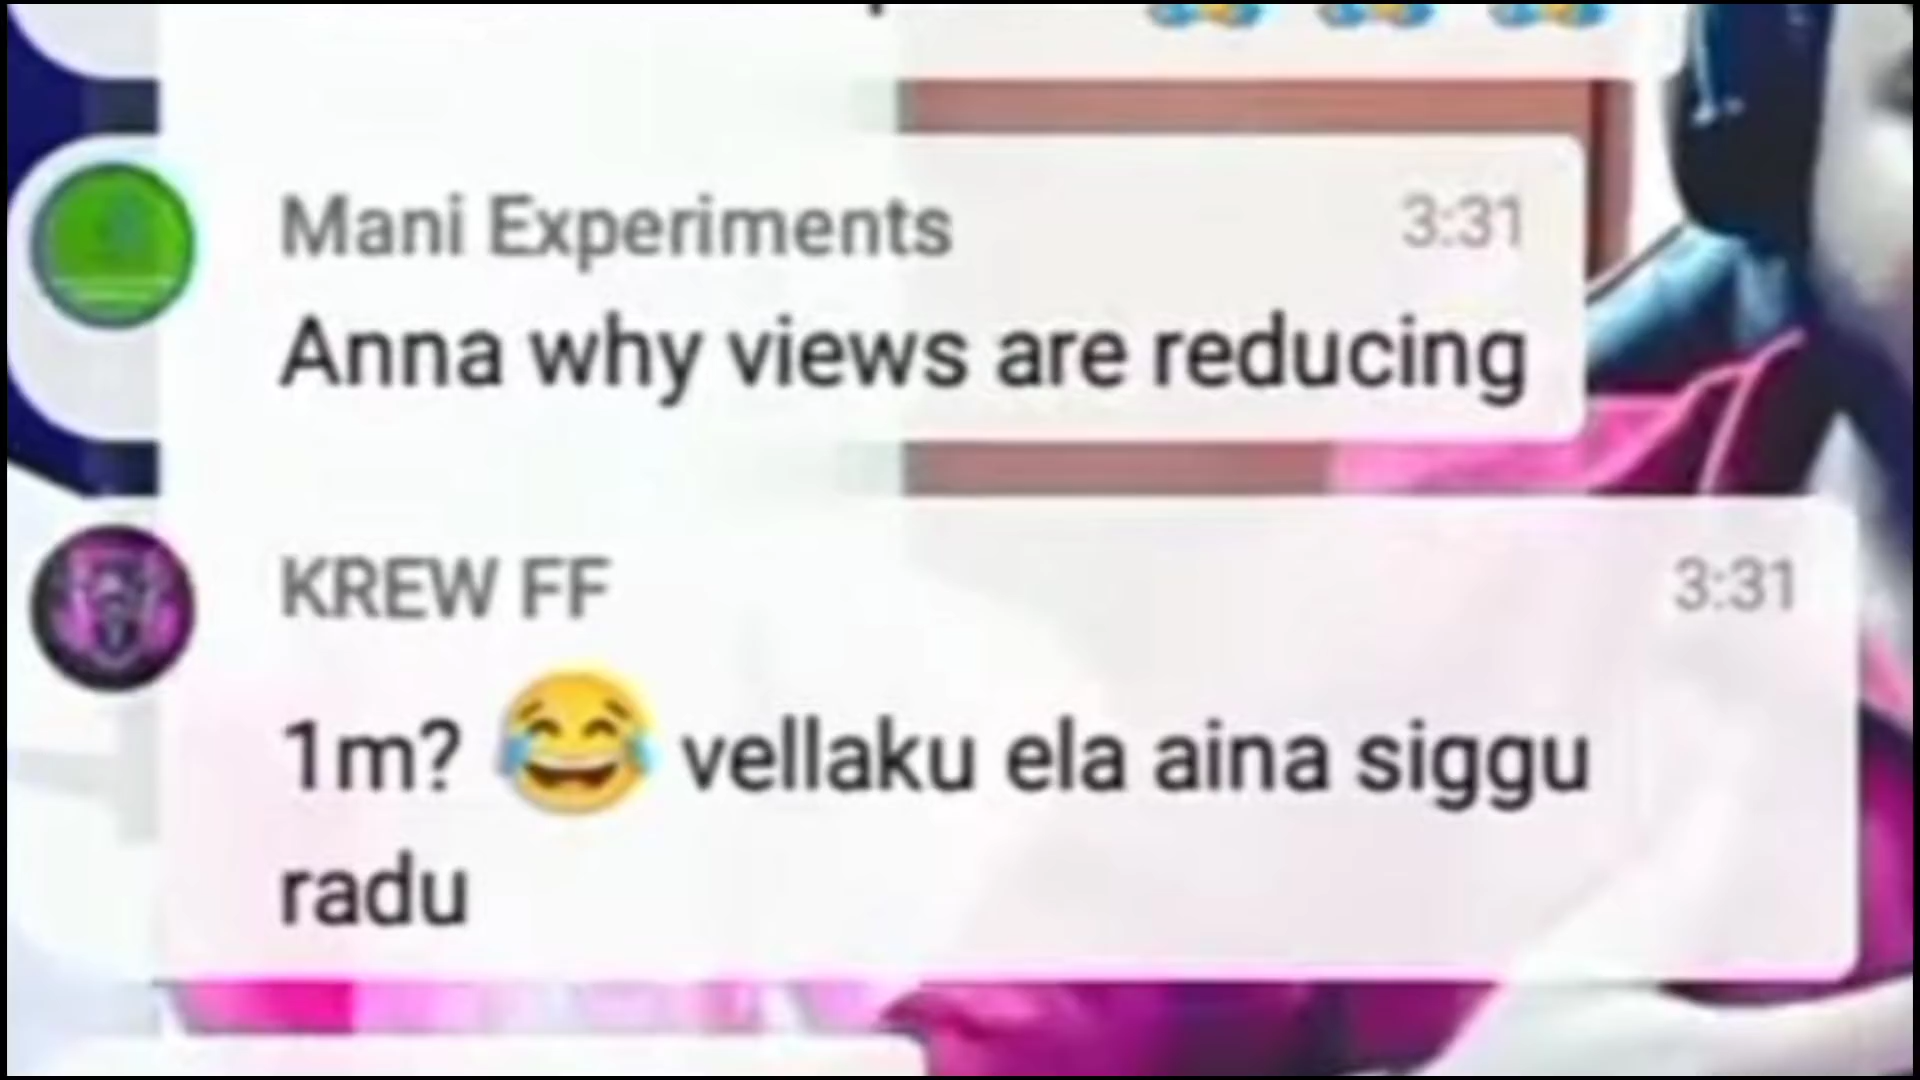 Mani Experiments 3:31
Anna why views are reducing
KREW FF 3:31
1m? 😂 vellaku ela aina siggu
radu